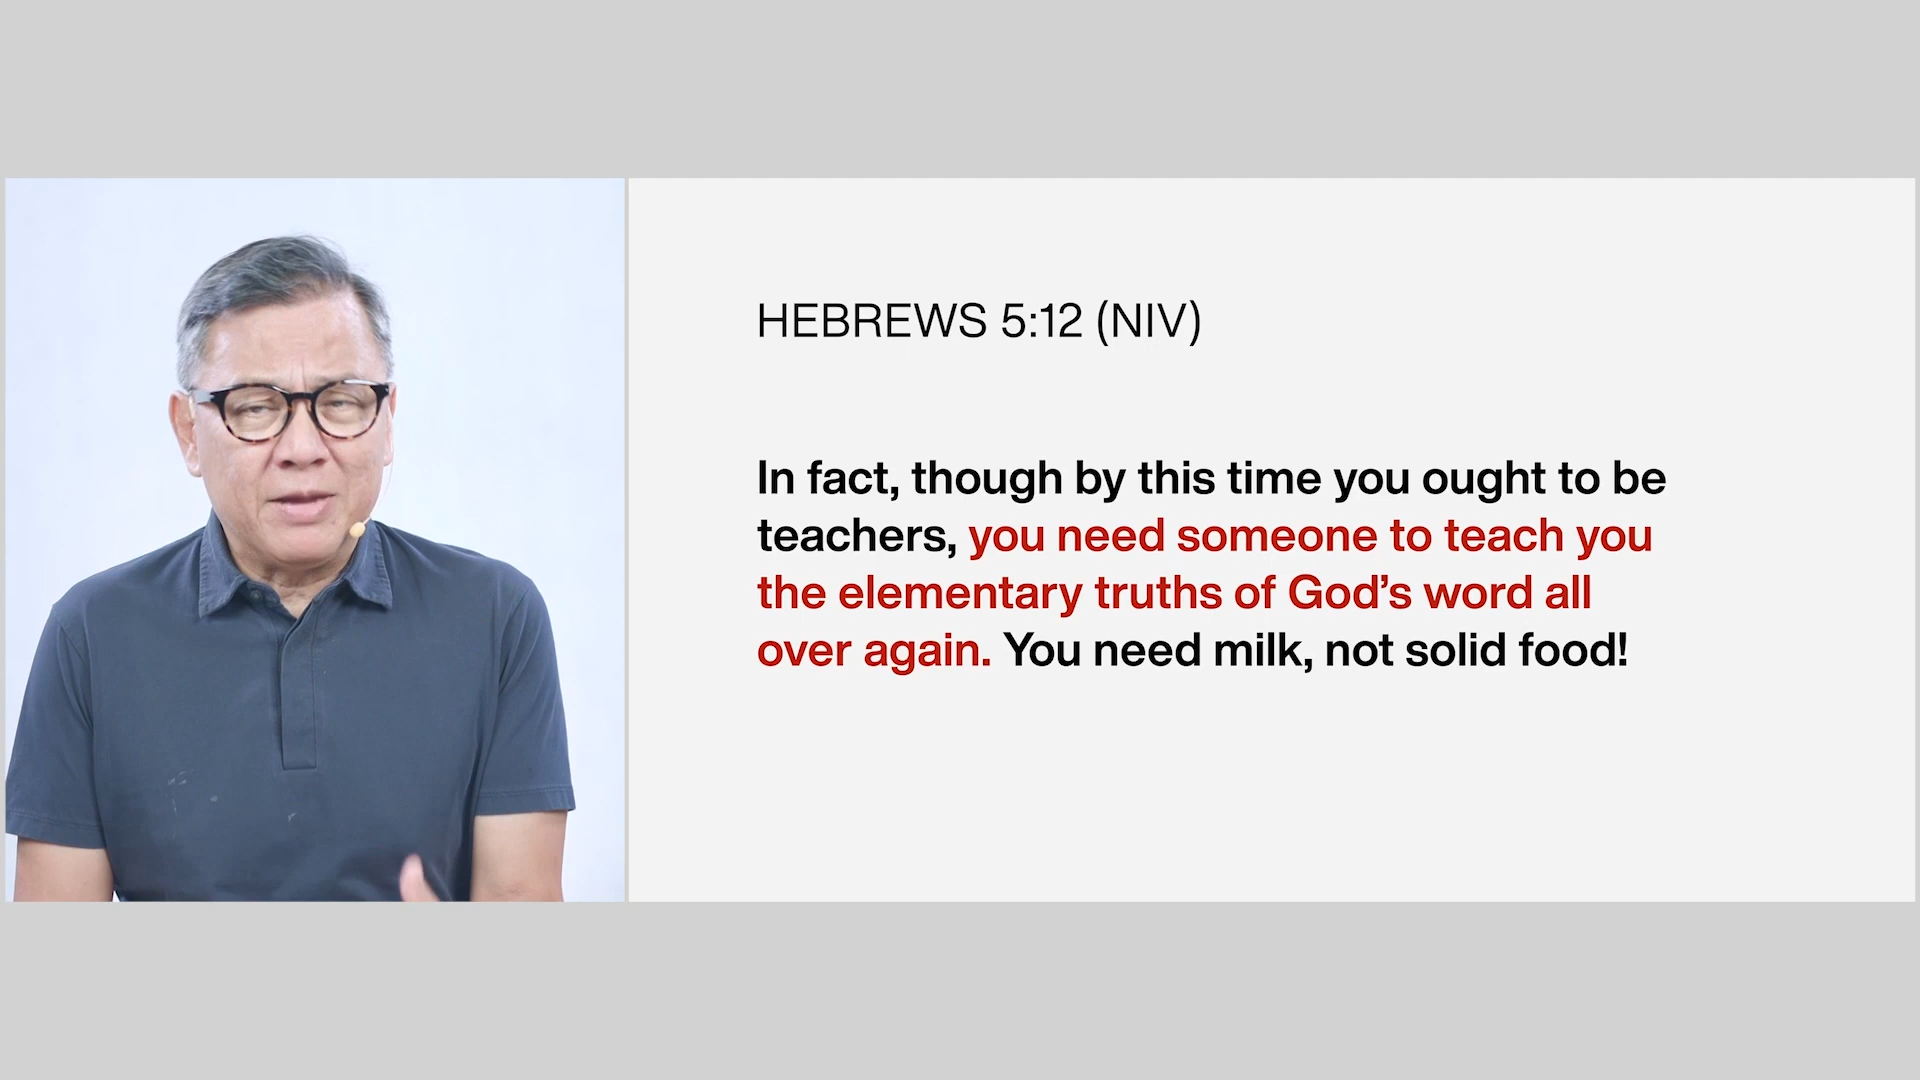 HEBREWS 5:12 (NIV)
In fact, though by this time you ought to be
teachers, you need someone to teach you
the elementary truths of God’s word all
over again. You need milk, not solid food!